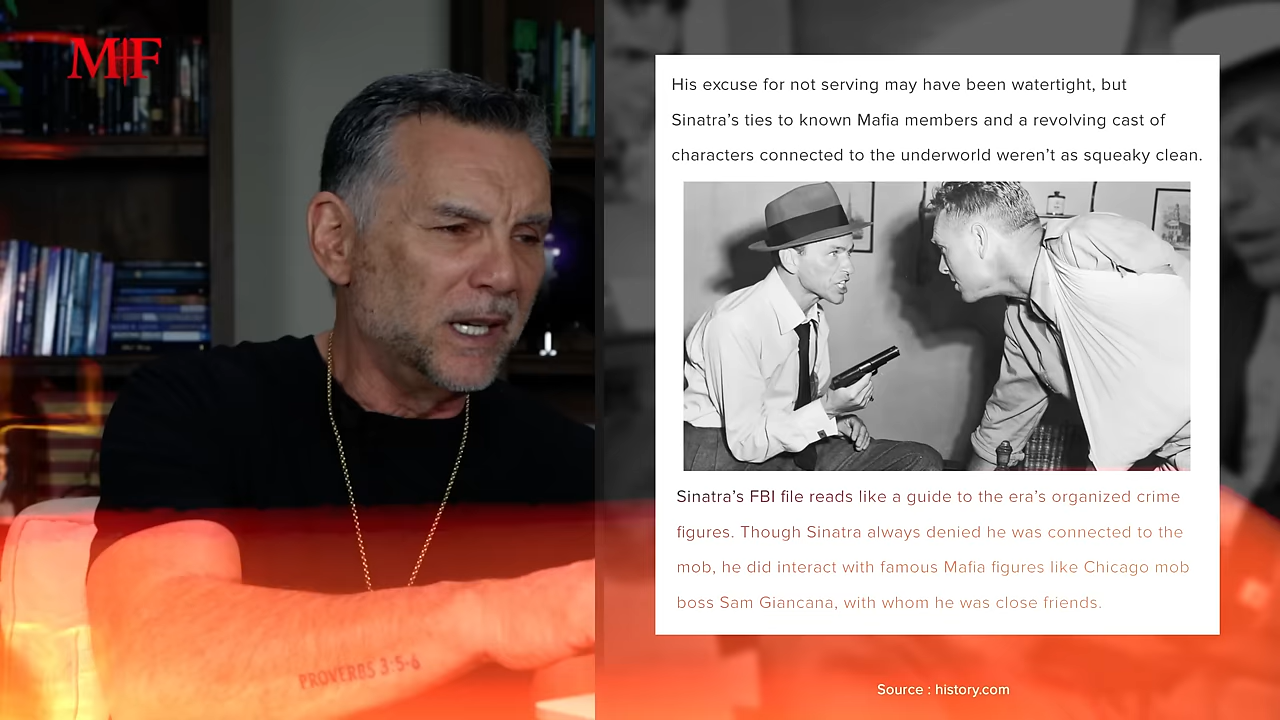 M+F
His excuse for not serving may have been watertight, but
Sinatra’s ties to known Mafia members and a revolving cast of
characters connected to the underworld weren’t as squeaky clean.
Sinatra’s FBI file reads like a guide to the era’s organized crime
figures. Though Sinatra always denied he was connected to the
mob, he did interact with famous Mafia figures like Chicago mob
boss Sam Giancana, with whom he was close friends.
PROVERBS 3:5-6
Source : history.com